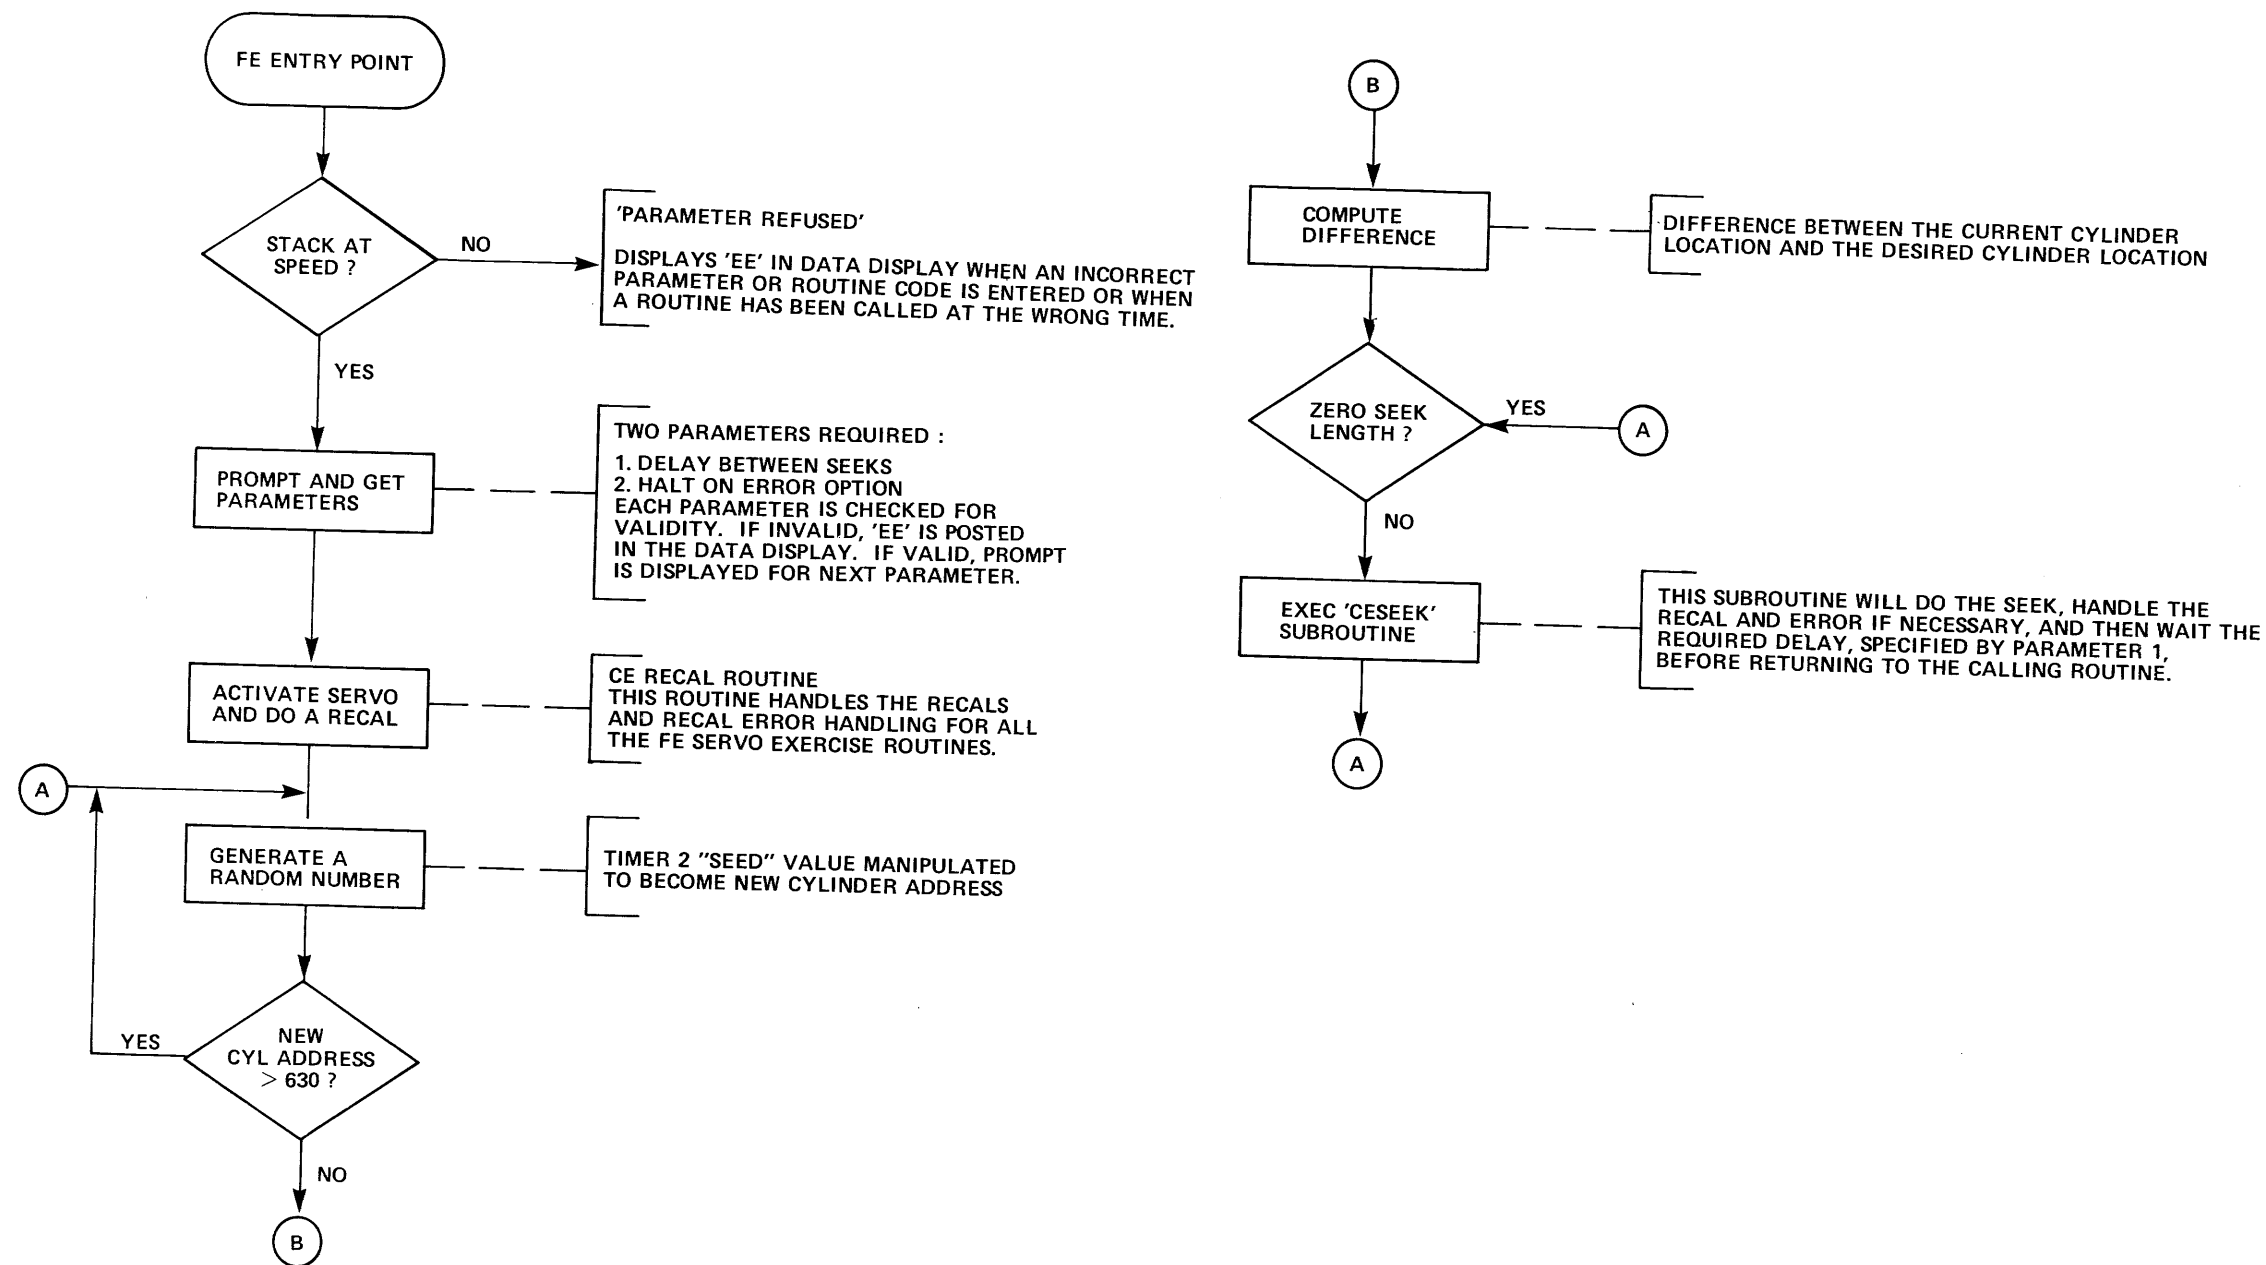 FE ENTRY POINT
STACK AT
SPEED ?
NO
'PARAMETER REFUSED'
DISPLAYS 'EE' IN DATA DISPLAY WHEN AN INCORRECT
PARAMETER OR ROUTINE CODE IS ENTERED OR WHEN
A ROUTINE HAS BEEN CALLED AT THE WRONG TIME.
YES
PROMPT AND GET
PARAMETERS
TWO PARAMETERS REQUIRED :
1. DELAY BETWEEN SEEKS
2. HALT ON ERROR OPTION
EACH PARAMETER IS CHECKED FOR
VALIDITY. IF INVALID, 'EE' IS POSTED
IN THE DATA DISPLAY. IF VALID, PROMPT
IS DISPLAYED FOR NEXT PARAMETER.
ACTIVATE SERVO
AND DO A RECAL
CE RECAL ROUTINE
THIS ROUTINE HANDLES THE RECALS
AND RECAL ERROR HANDLING FOR ALL
THE FE SERVO EXERCISE ROUTINES.
A
GENERATE A
RANDOM NUMBER
TIMER 2 "SEED" VALUE MANIPULATED
TO BECOME NEW CYLINDER ADDRESS
YES
NEW
CYL ADDRESS
> 630 ?
NO
B
B
COMPUTE
DIFFERENCE
DIFFERENCE BETWEEN THE CURRENT CYLINDER
LOCATION AND THE DESIRED CYLINDER LOCATION
ZERO SEEK
LENGTH ?
YES
A
NO
EXEC 'CESEEK'
SUBROUTINE
THIS SUBROUTINE WILL DO THE SEEK, HANDLE THE
RECAL AND ERROR IF NECESSARY, AND THEN WAIT THE
REQUIRED DELAY, SPECIFIED BY PARAMETER 1,
BEFORE RETURNING TO THE CALLING ROUTINE.
A